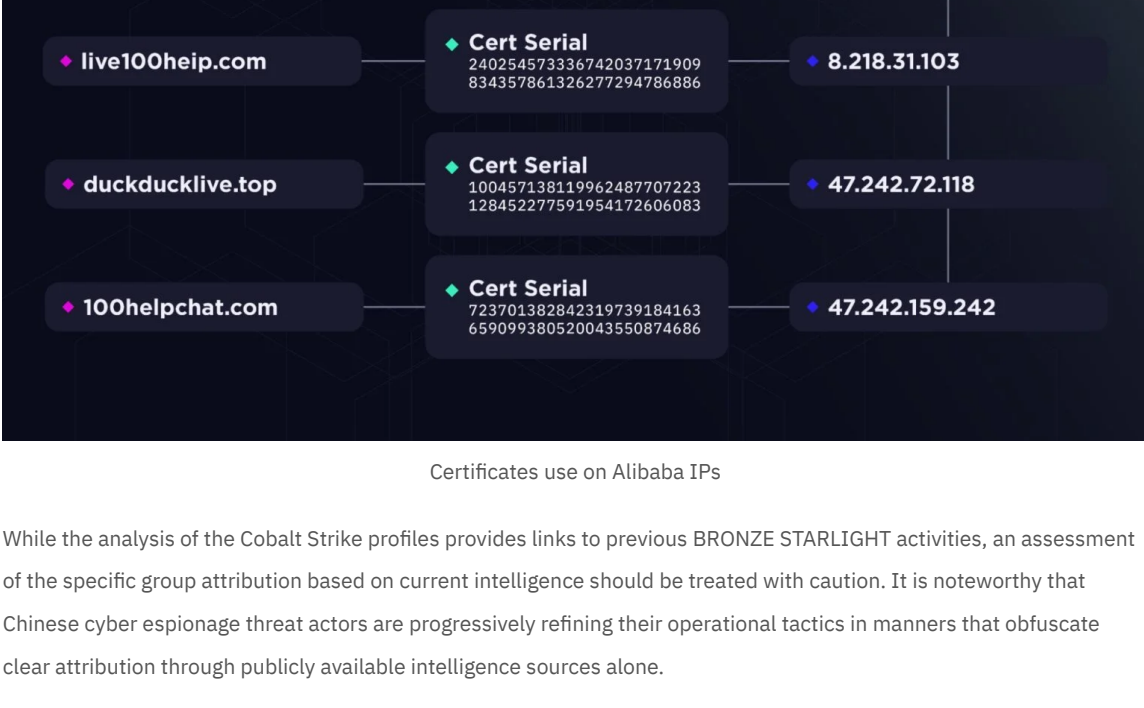 live100heip.com
Cert Serial
240254573336742037171909
834357861326277294786886
8.218.31.103
duckducklive.top
Cert Serial
100457138119962487707223
128452277591954172606083
47.242.72.118
100helpchat.com
Cert Serial
723701382842319739184163
659099380520043550874686
47.242.159.242
Certificates use on Alibaba IPs
While the analysis of the Cobalt Strike profiles provides links to previous BRONZE STARLIGHT activities, an assessment
of the specific group attribution based on current intelligence should be treated with caution. It is noteworthy that
Chinese cyber espionage threat actors are progressively refining their operational tactics in manners that obfuscate
clear attribution through publicly available intelligence sources alone.